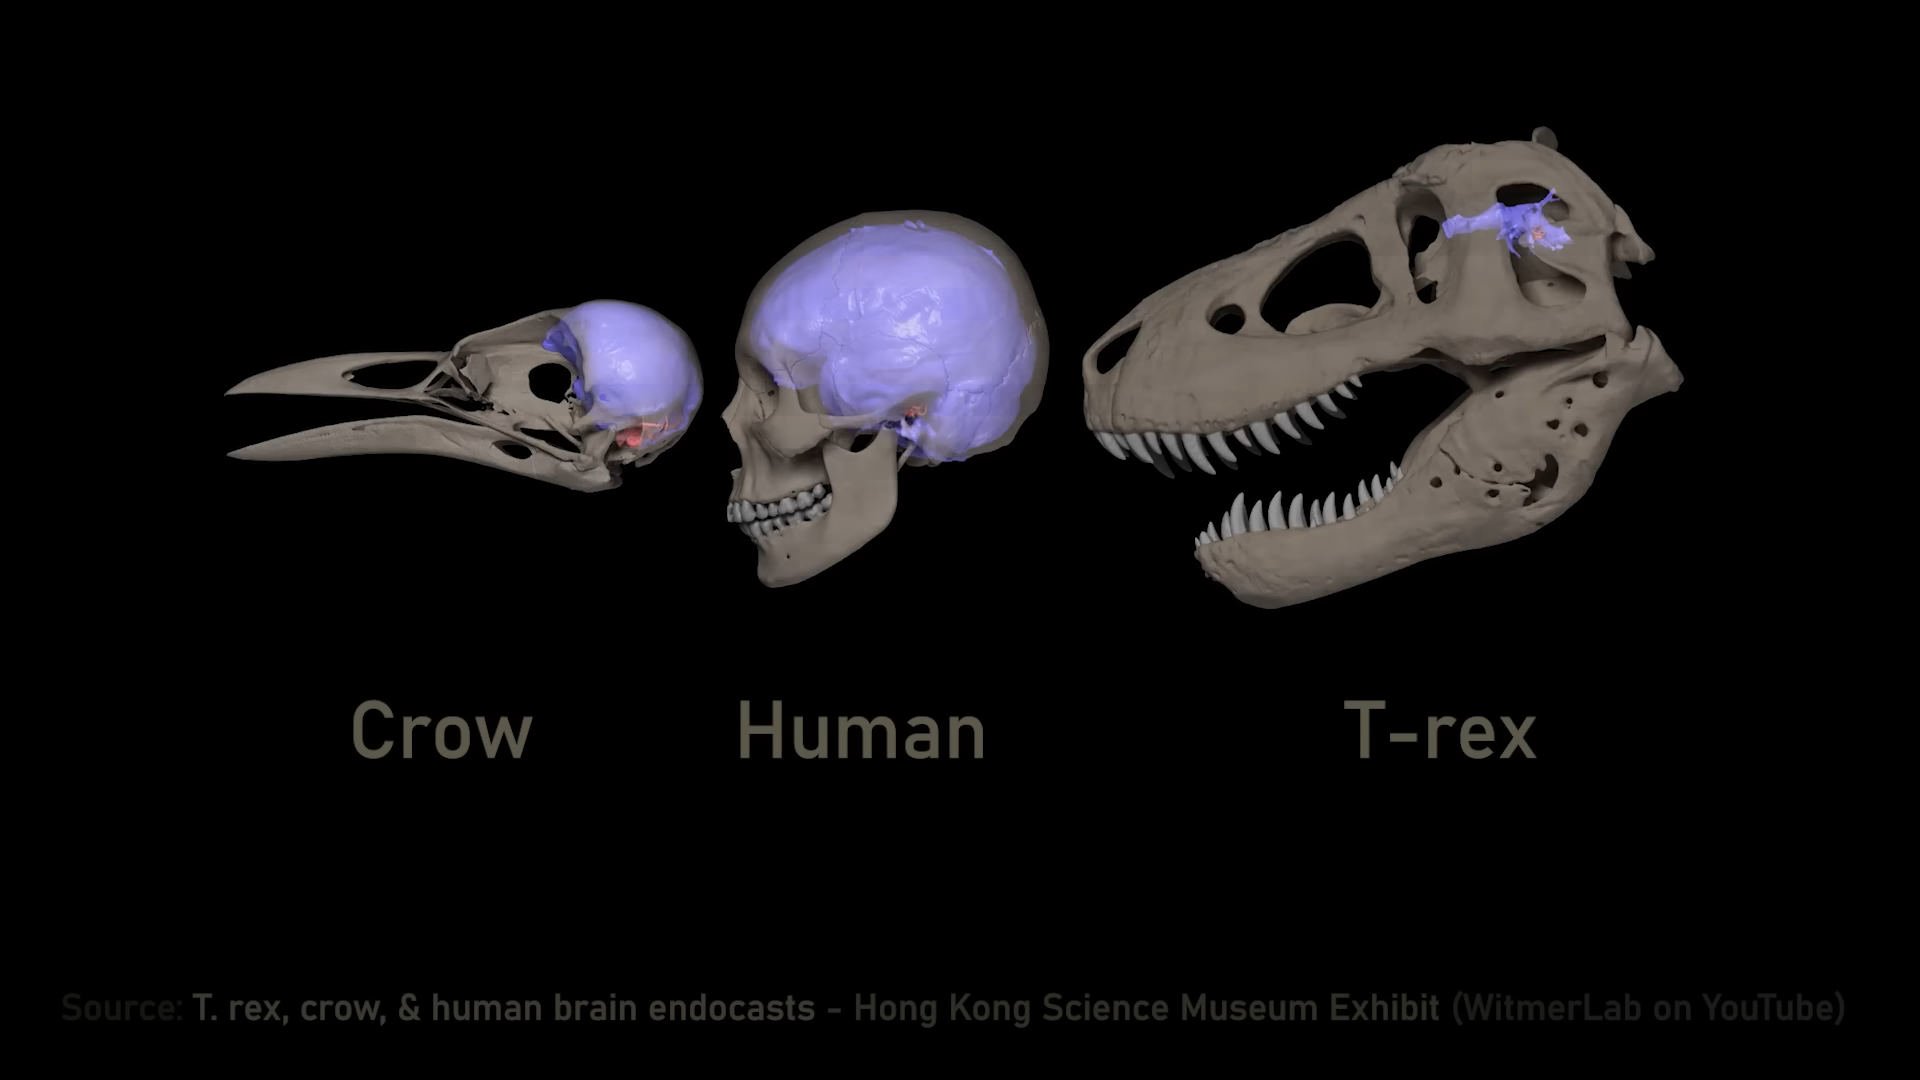 Crow
Human
T-rex
Source: T. rex, crow, & human brain endocasts - Hong Kong Science Museum Exhibit (WitmerLab on YouTube)